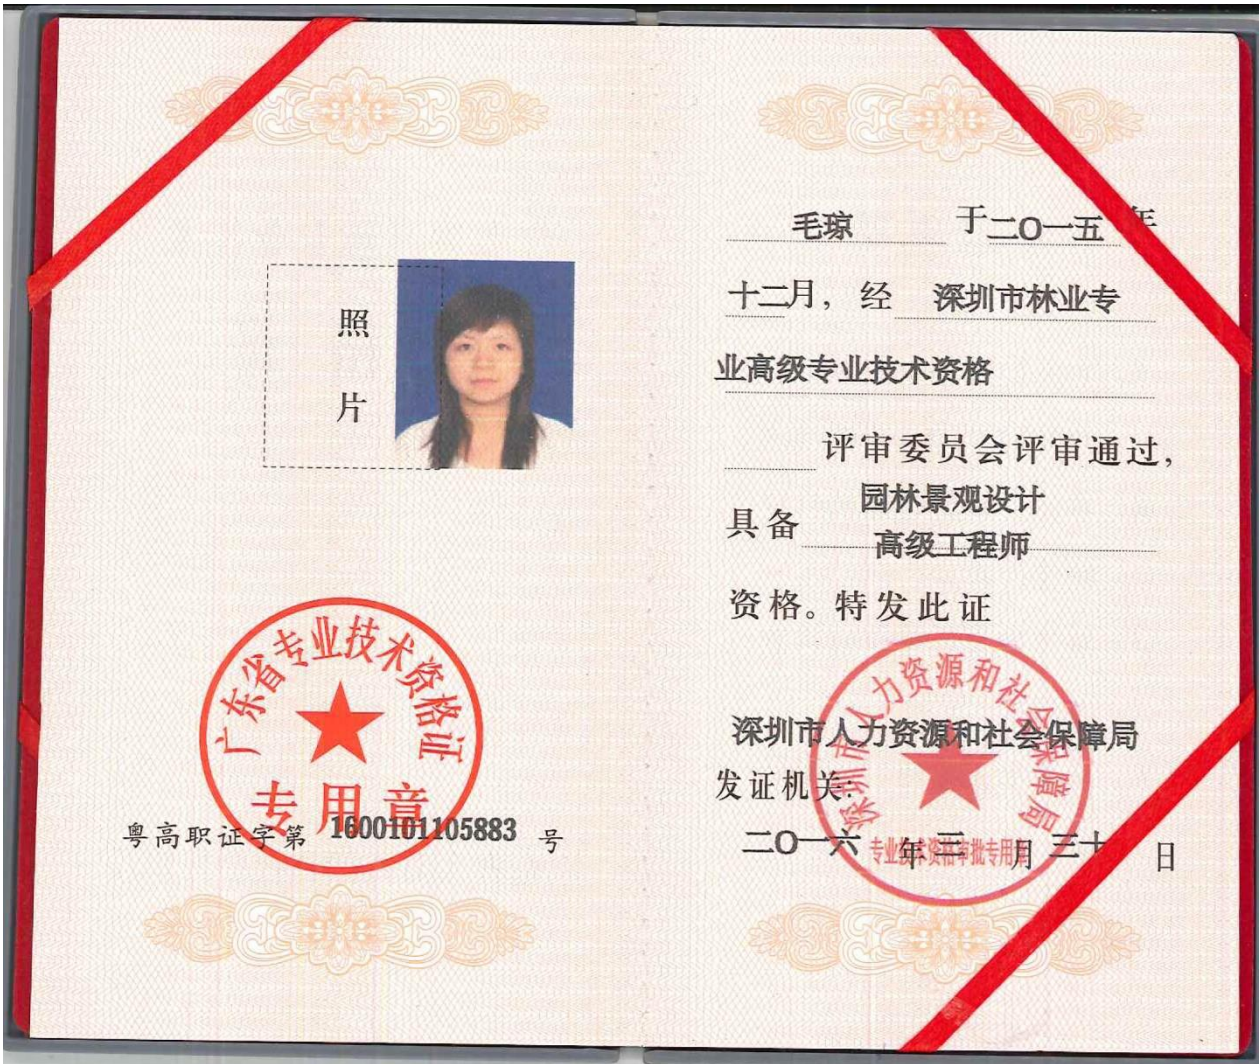 照
片
广东省专业技术资格证
专用章
粤高职证字第 1600101105883 号
毛琼 于二〇一五年
十二月，经 深圳市林业专
业高级专业技术资格
评审委员会评审通过，
具备 园林景观设计
高级工程师
资格。特发此证
深圳市人力资源和社会保障局
深圳市人力资源和社会保障局
发证机关：
二〇一六 年 三 月 三十 日
专业技术资格审批专用章